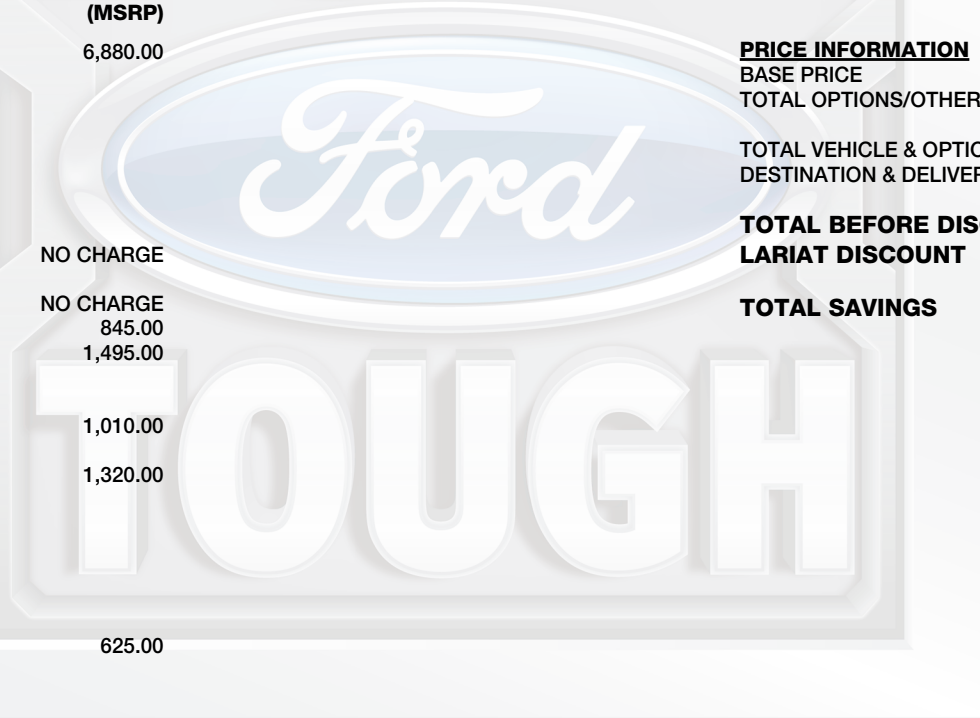 (MSRP)
6,880.00
NO CHARGE
NO CHARGE
845.00
1,495.00
1,010.00
1,320.00
625.00
PRICE INFORMATION
BASE PRICE
TOTAL OPTIONS/OTHER
TOTAL VEHICLE & OPTIO
DESTINATION & DELIVER
TOTAL BEFORE DISC
LARIAT DISCOUNT
TOTAL SAVINGS
Ford
TOUGH